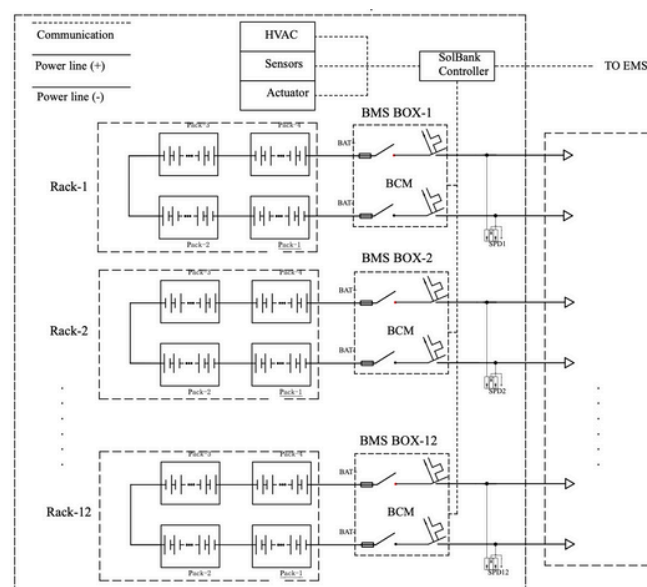 Communication
Power line (+)
Power line (-)
HVAC
Sensors
Actuator
SolBank
Controller
TO EMS
Rack-1
Pack-3
Pack-4
Pack-2
Pack-1
BMS BOX-1
BAT
BCM
BAT
SPD1
Rack-2
Pack-3
Pack-4
Pack-2
Pack-1
BMS BOX-2
BAT
BCM
BAT
SPD2
Rack-12
Pack-3
Pack-4
Pack-2
Pack-1
BMS BOX-12
BAT
BCM
BAT
SPD12